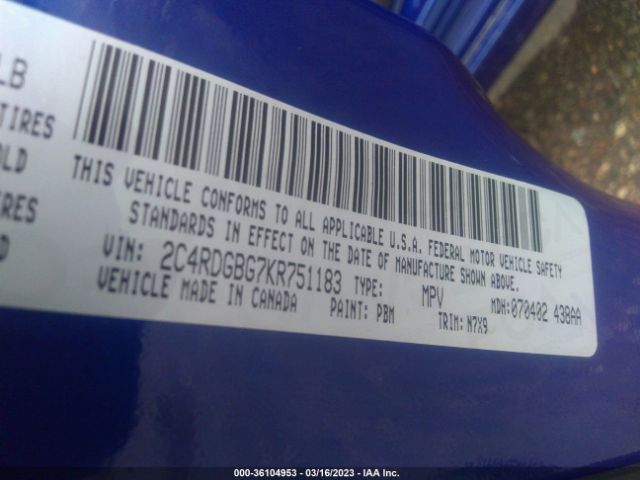 LB
TIRES
OLD
IRES
THIS VEHICLE CONFORMS TO ALL APPLICABLE U.S.A. FEDERAL MOTOR VEHICLE SAFETY
STANDARDS IN EFFECT ON THE DATE OF MANUFACTURE SHOWN ABOVE.
VIN: 2C4RDGBG7KR751183 TYPE: MPV MDH:070402 438AA
VEHICLE MADE IN CANADA PAINT: PBM TRIM: N7X9
000-36104953 - 03/16/2023 - IAA Inc.